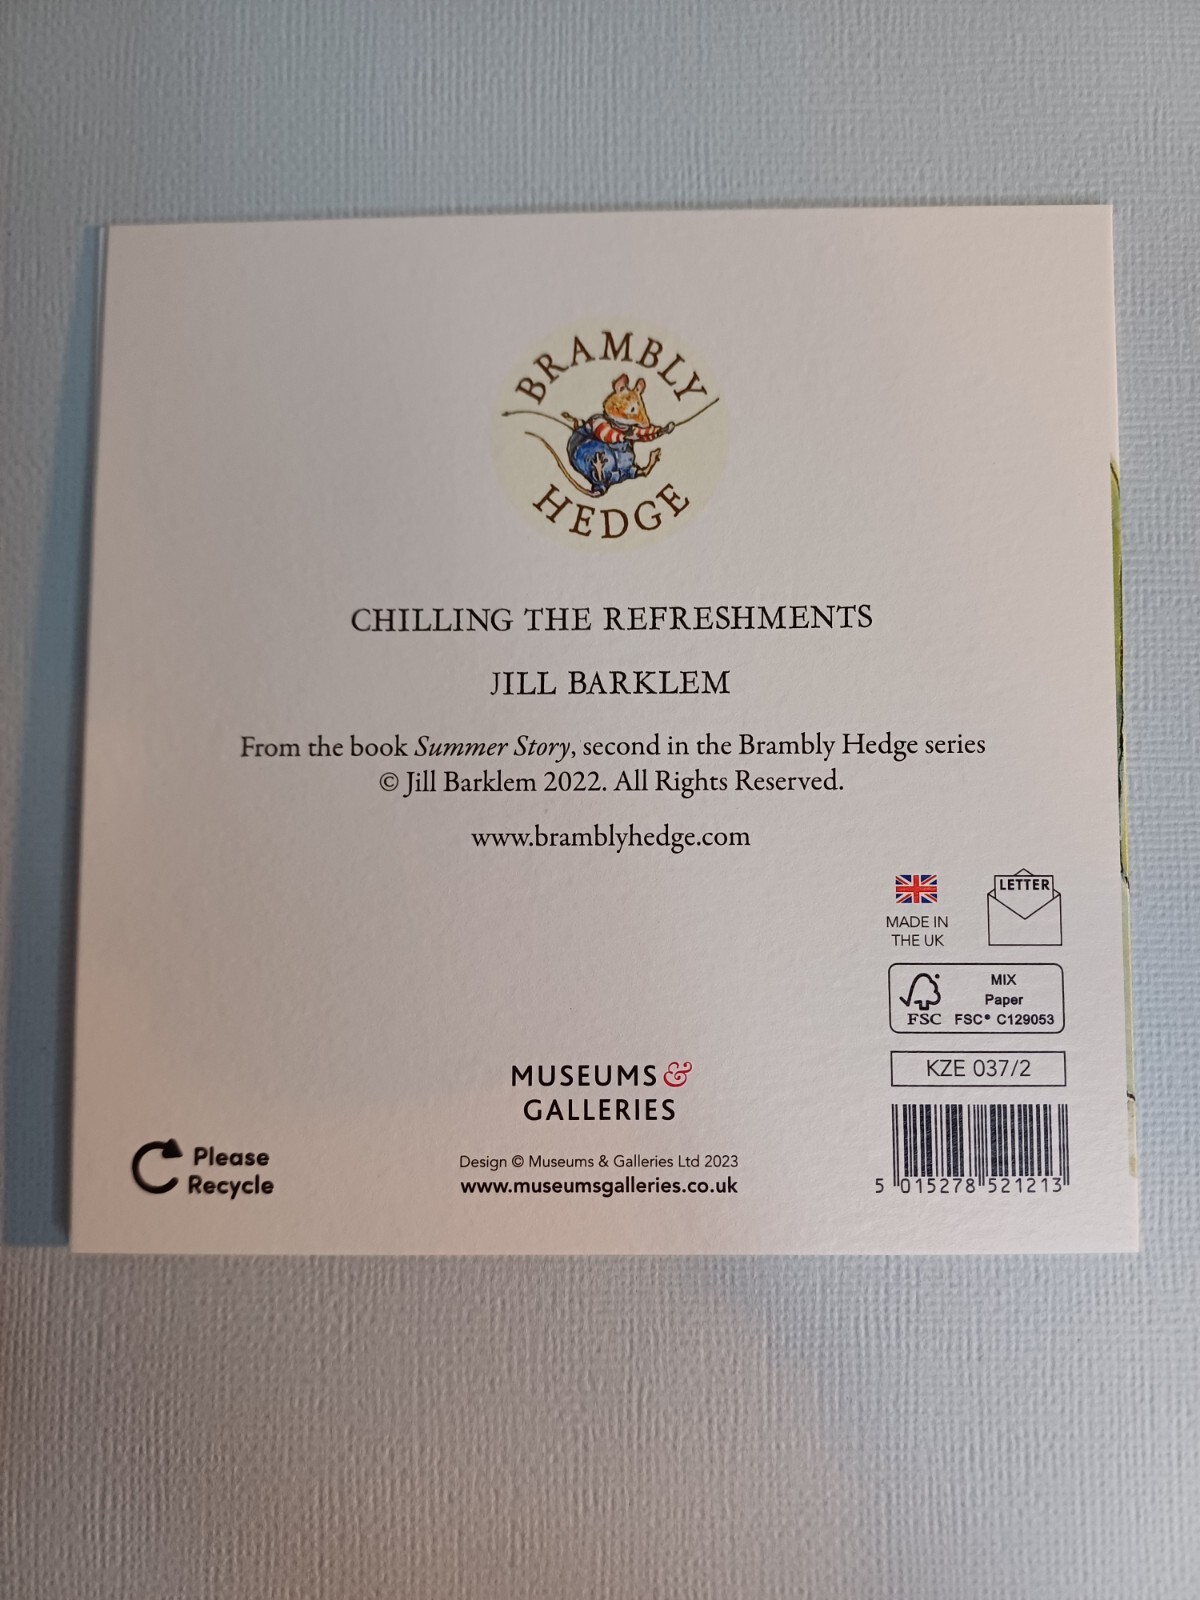 BRAMBLY
HEDGE
CHILLING THE REFRESHMENTS
JILL BARKLEM
From the book Summer Story, second in the Brambly Hedge series
© Jill Barklem 2022. All Rights Reserved.
www.bramblyhedge.com
MADE IN
THE UK
LETTER
FSC
MIX
Paper
FSC® C129053
KZE 037/2
5 015278 521213
MUSEUMS &
GALLERIES
Design © Museums & Galleries Ltd 2023
www.museumsgalleries.co.uk
Please
Recycle